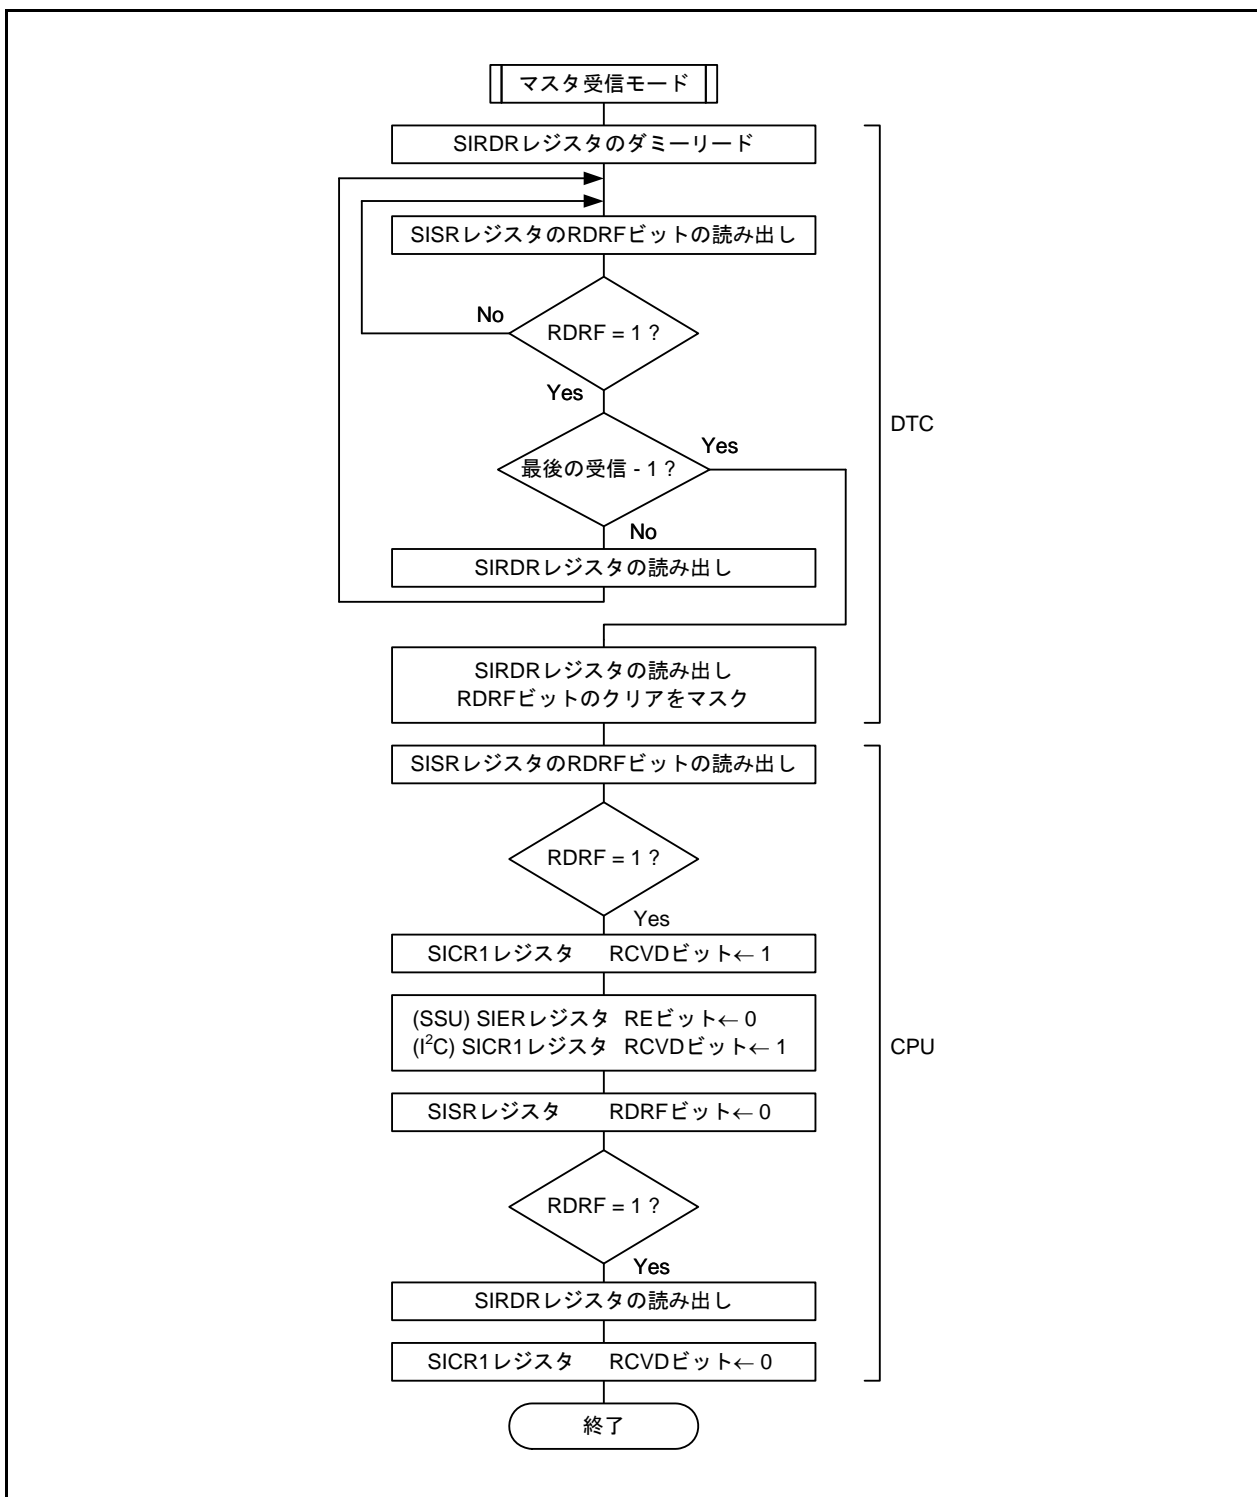 マスタ受信モード
SIRDRレジスタのダミーリード
SISRレジスタのRDRFビットの読み出し
No
RDRF = 1 ?
Yes
DTC
最後の受信 - 1 ?
Yes
No
SIRDRレジスタの読み出し
SIRDRレジスタの読み出し
RDRFビットのクリアをマスク
SISRレジスタのRDRFビットの読み出し
RDRF = 1 ?
Yes
SICR1レジスタ RCVDビット← 1
(SSU) SIERレジスタ REビット← 0
(I²C) SICR1レジスタ RCVDビット← 1
CPU
SISRレジスタ RDRFビット← 0
RDRF = 1 ?
Yes
SIRDRレジスタの読み出し
SICR1レジスタ RCVDビット← 0
終了